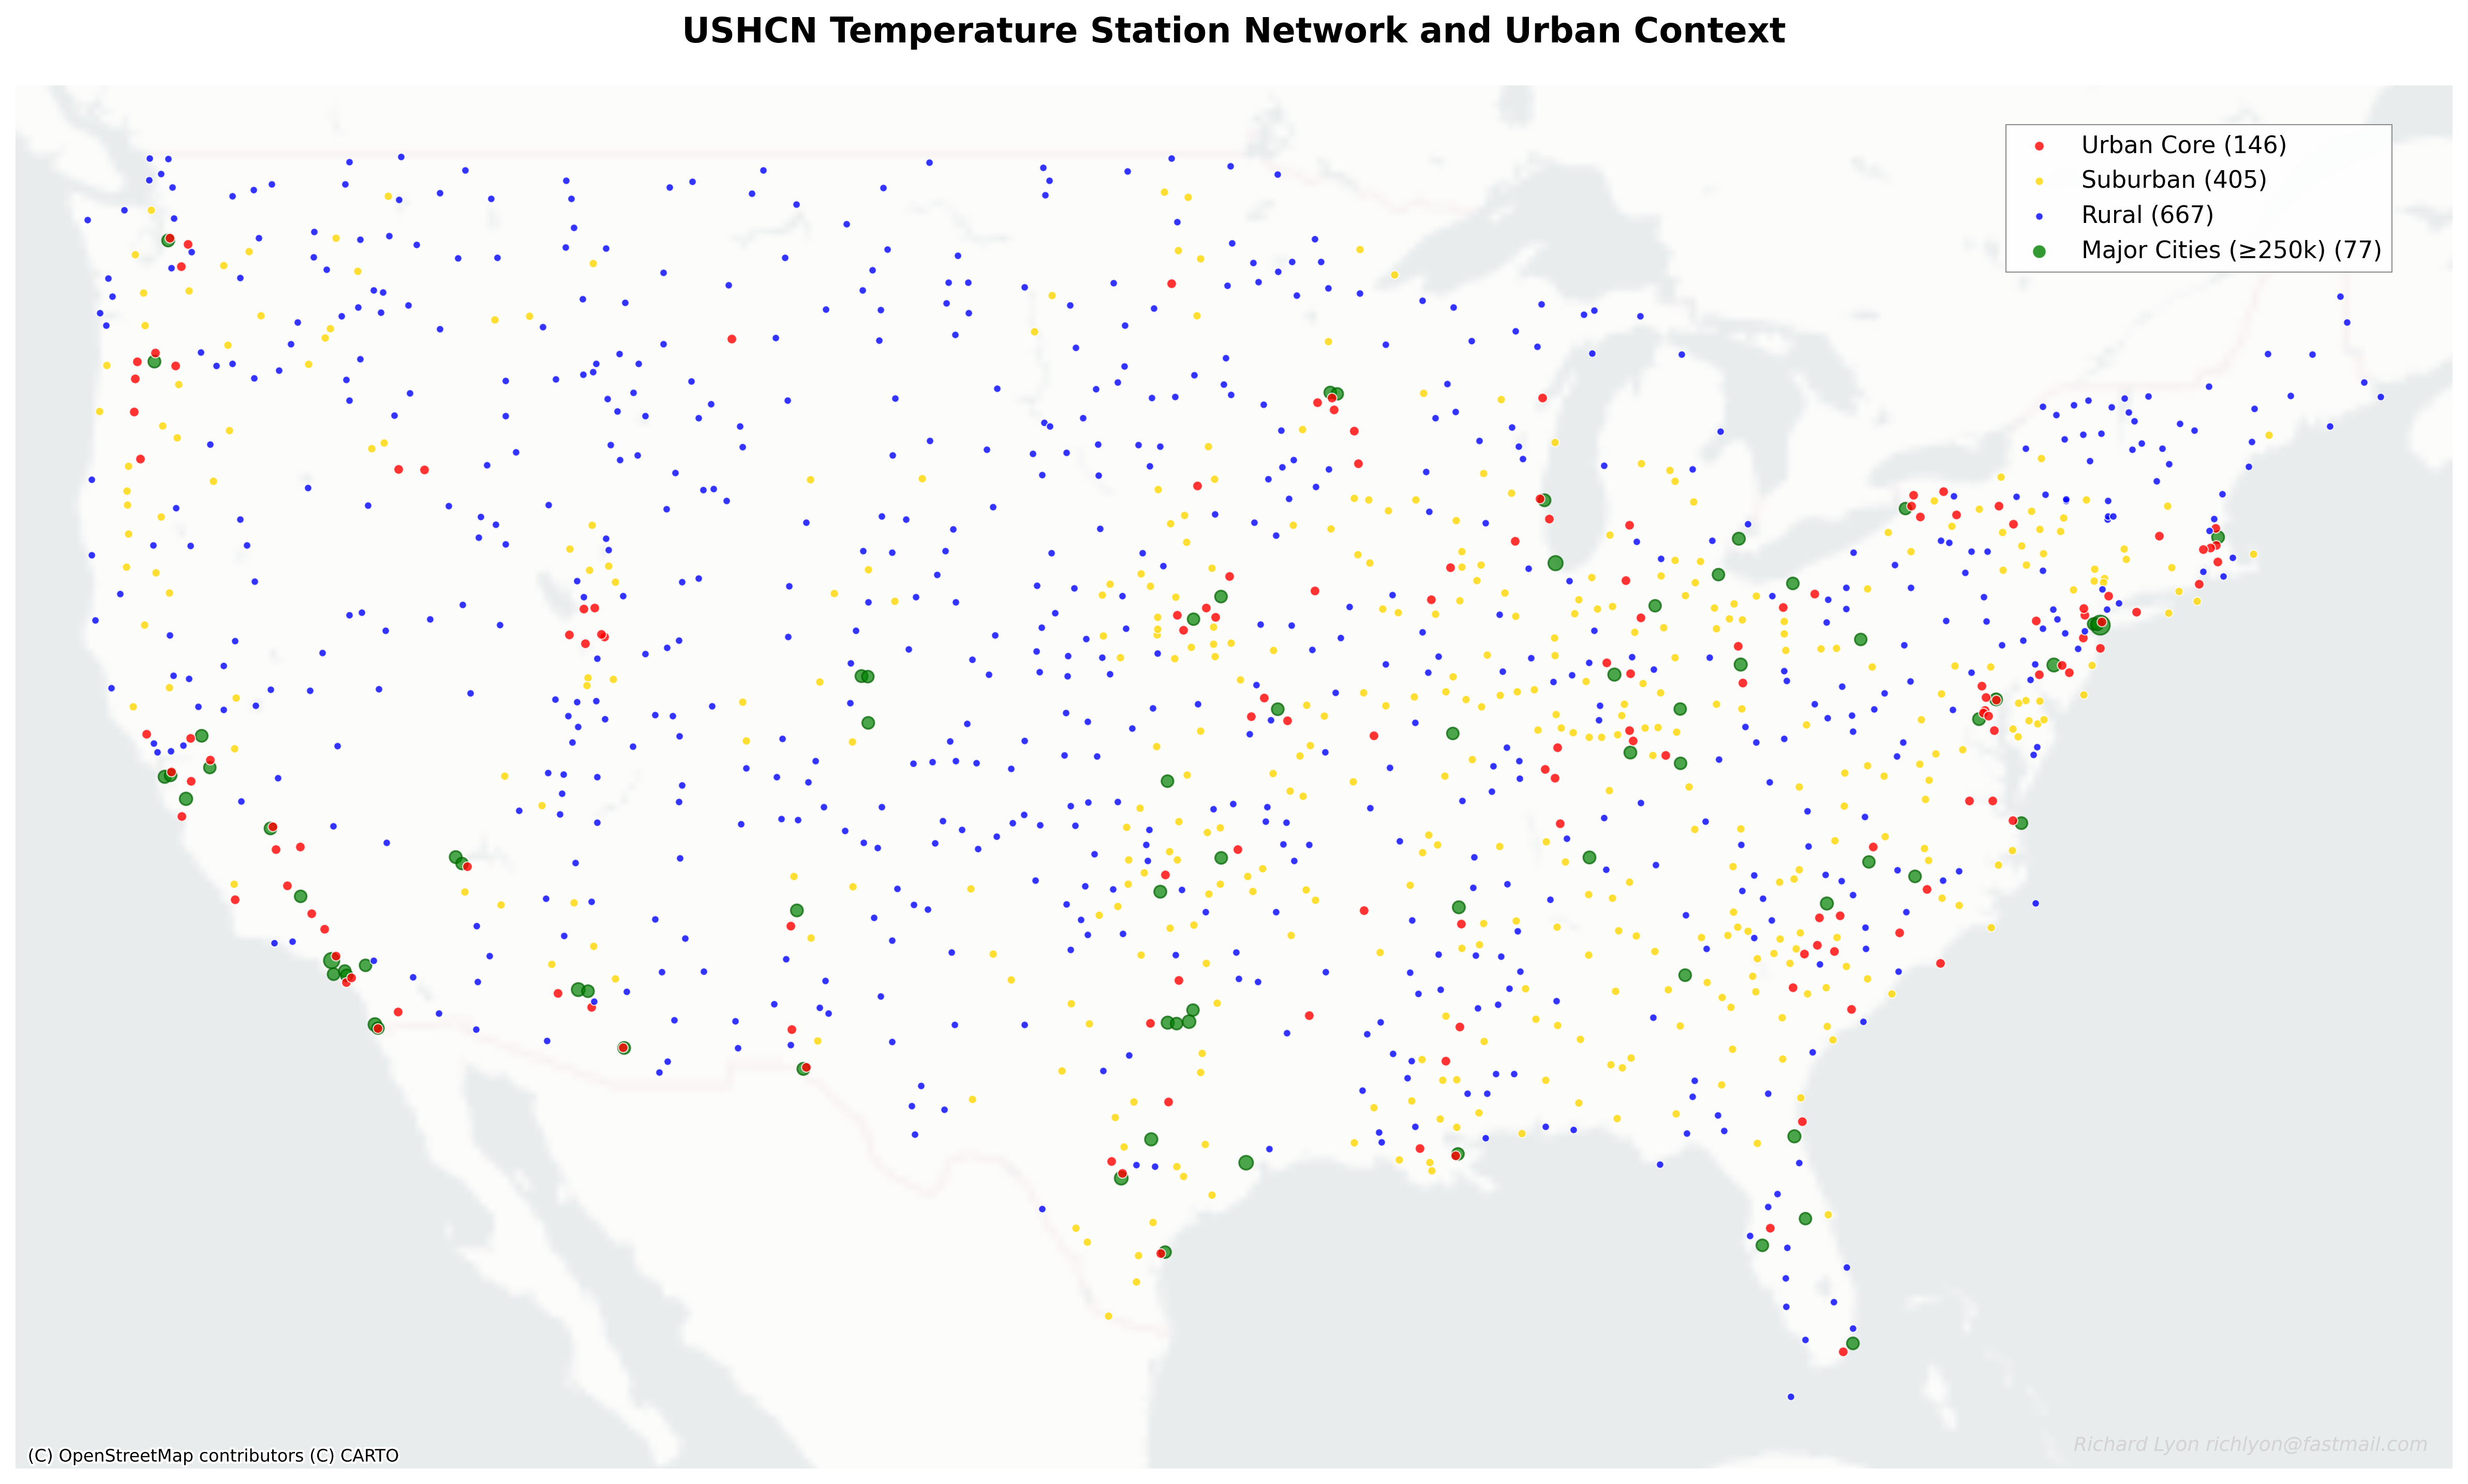 USHCN Temperature Station Network and Urban Context
Urban Core (146)
Suburban (405)
Rural (667)
Major Cities (≥250k) (77)
(C) OpenStreetMap contributors (C) CARTO
Richard Lyon richlyon@fastmail.com